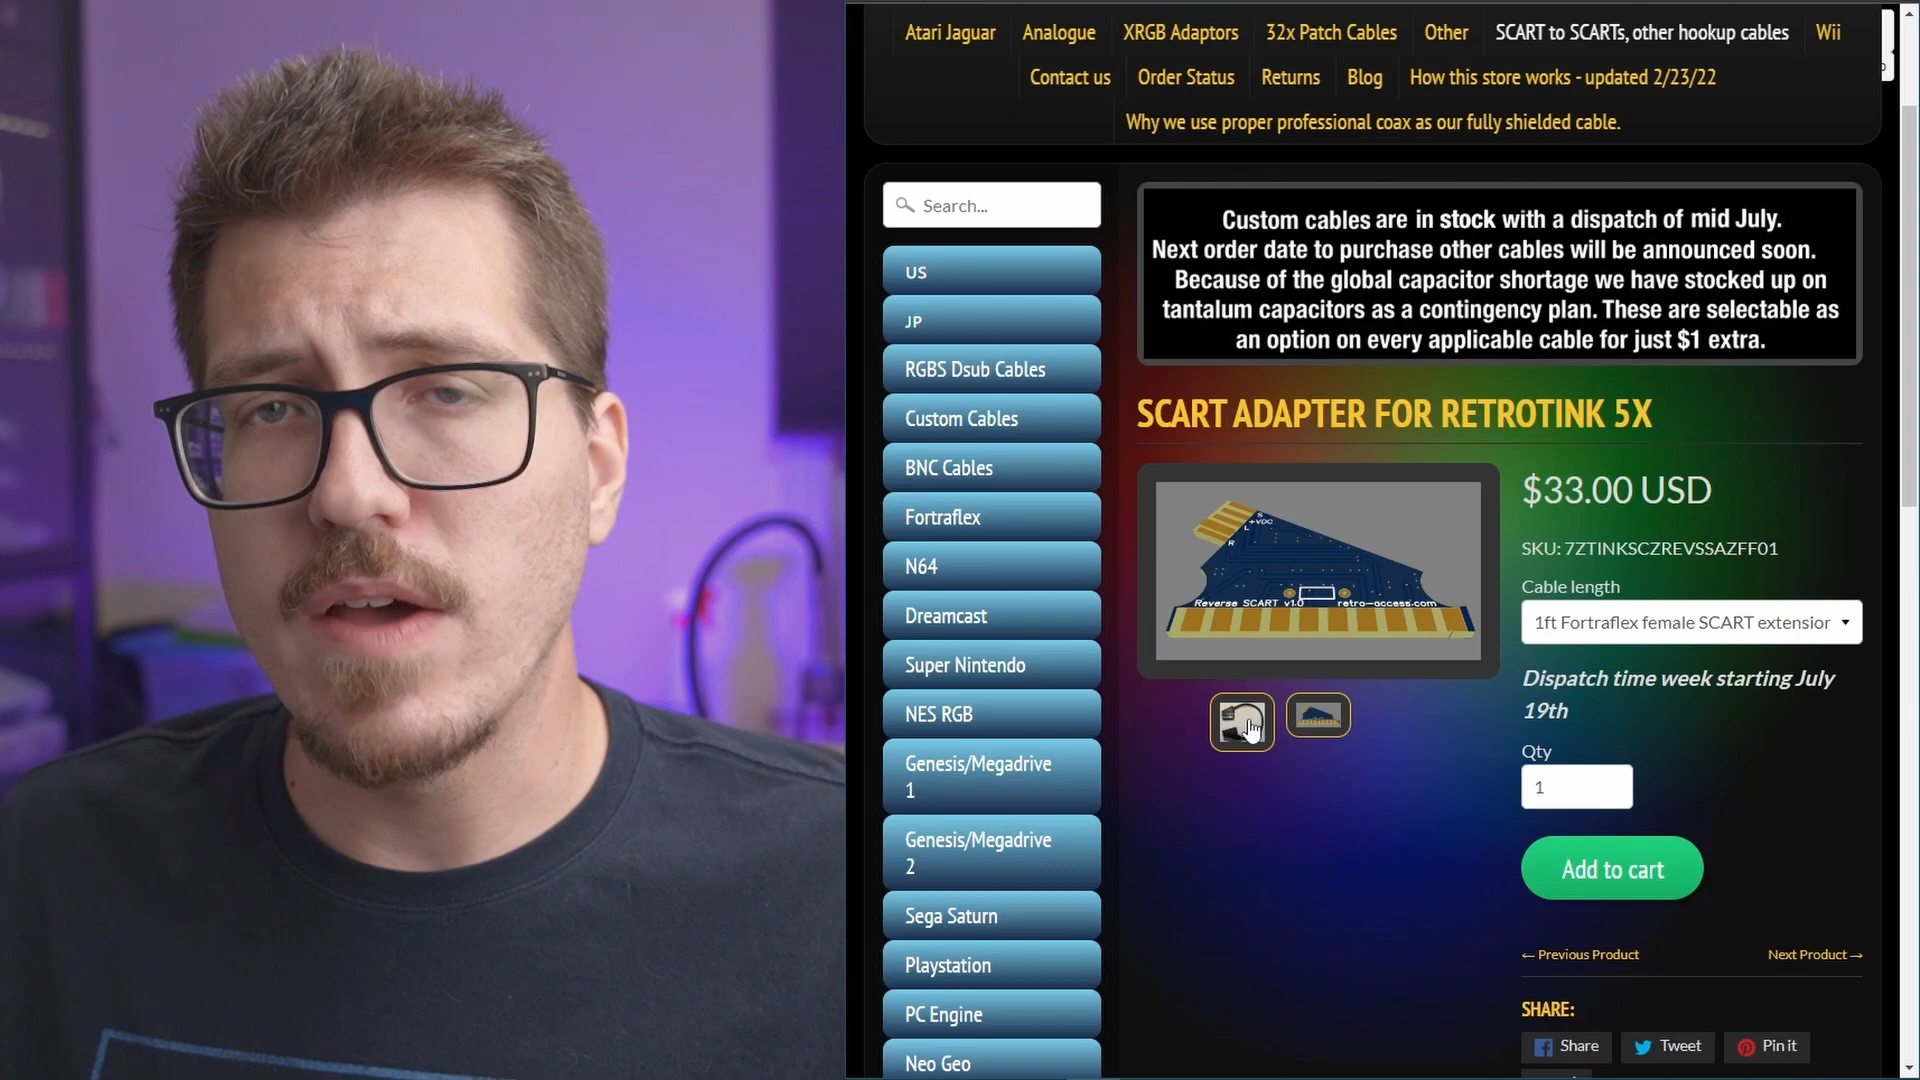 Atari Jaguar
Analogue
XRGB Adaptors
32x Patch Cables
Other
SCART to SCARTs, other hookup cables
Wii
Contact us
Order Status
Returns
Blog
How this store works - updated 2/23/22
Why we use proper professional coax as our fully shielded cable.
Search...
US
JP
RGBS Dsub Cables
Custom Cables
BNC Cables
Fortraflex
N64
Dreamcast
Super Nintendo
NES RGB
Genesis/Megadrive
1
Genesis/Megadrive
2
Sega Saturn
Playstation
PC Engine
Neo Geo
Custom cables are in stock with a dispatch of mid July.
Next order date to purchase other cables will be announced soon.
Because of the global capacitor shortage we have stocked up on
tantalum capacitors as a contingency plan. These are selectable as
an option on every applicable cable for just $1 extra.
SCART ADAPTER FOR RETROTINK 5X
S
+VDC
L
R
Reverse SCART v1.0 retro-access.com
$33.00 USD
SKU: 7ZTINKSCZREVSSAZFF01
Cable length
1ft Fortraflex female SCART extension
Dispatch time week starting July
19th
Qty
1
Add to cart
← Previous Product
Next Product →
SHARE:
Share
Tweet
Pin it